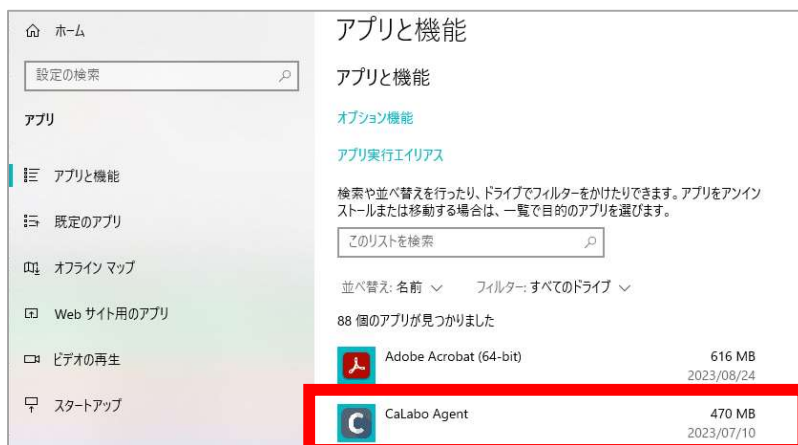 ホーム
設定の検索
アプリ
アプリと機能
既定のアプリ
オフライン マップ
Web サイト用のアプリ
ビデオの再生
スタートアップ
アプリと機能
アプリと機能
オプション機能
アプリ実行エイリアス
検索や並べ替えを行ったり、ドライブでフィルターをかけたりできます。アプリをアンイン
ストールまたは移動する場合は、一覧で目的のアプリを選びます。
このリストを検索
並べ替え: 名前 フィルター: すべてのドライブ
88 個のアプリが見つかりました
Adobe Acrobat (64-bit) 616 MB
2023/08/24
CaLabo Agent 470 MB
2023/07/10